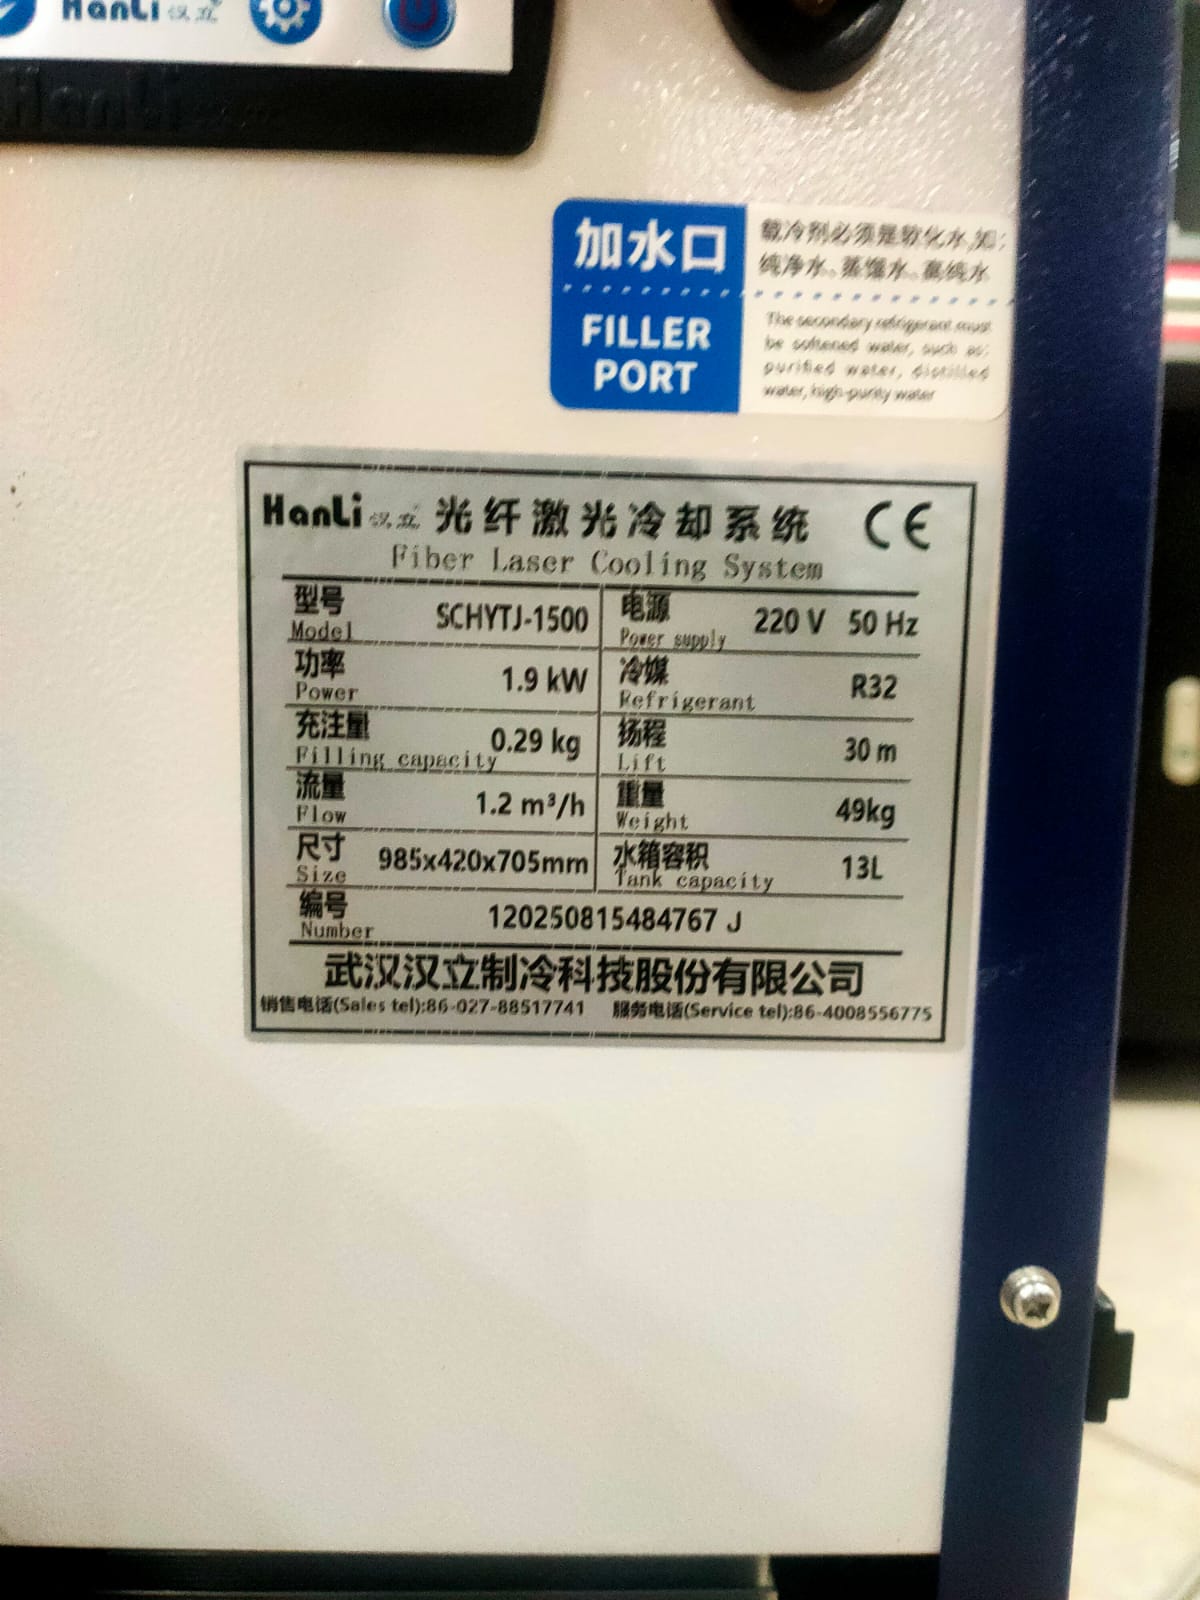 HanLi 汉立
HanLi
加水口
FILLER
PORT
载冷剂必须是软化水,如:
纯净水、蒸馏水、高纯水
The secondary refrigerant must
be softened water, such as:
purified water, distilled
water, high-purity water
HanLi 汉立 光纤激光冷却系统 CE
Fiber Laser Cooling System
型号 Model SCHYTJ-1500 电源 Power supply 220 V 50 Hz
功率 Power 1.9 kW 冷媒 Refrigerant R32
充注量 Filling capacity 0.29 kg 扬程 Lift 30 m
流量 Flow 1.2 m³/h 重量 Weight 49kg
尺寸 Size 985x420x705mm 水箱容积 Tank capacity 13L
编号 Number 120250815484767 J
武汉汉立制冷科技股份有限公司
销售电话(Sales tel):86-027-88517741 服务电话(Service tel):86-4008556775